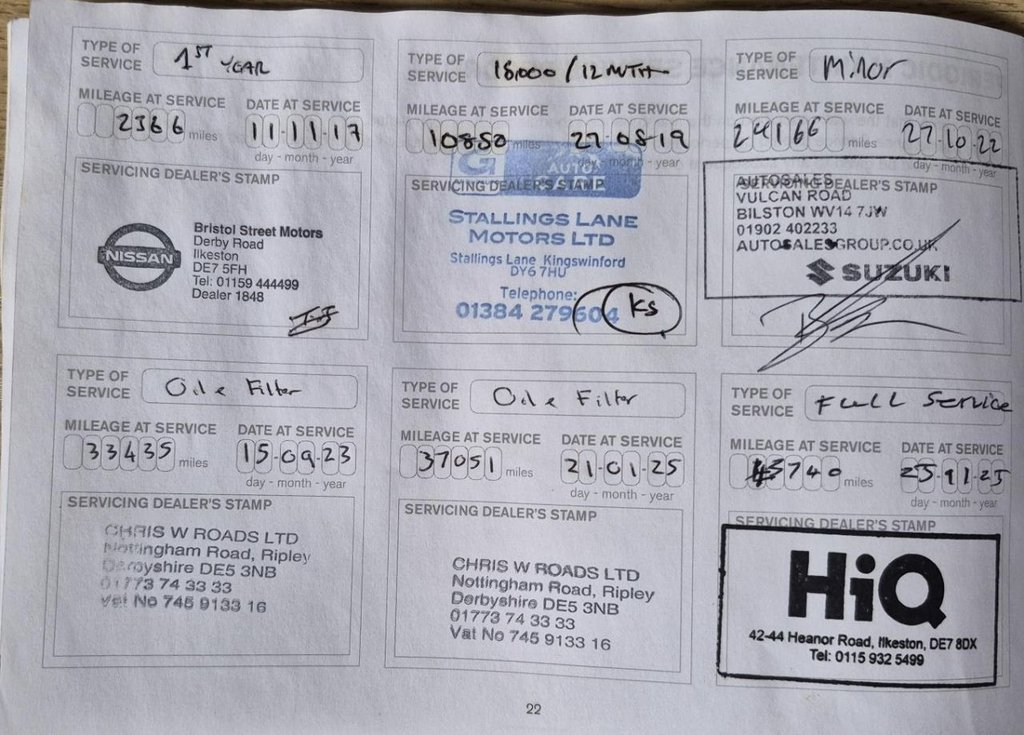 TYPE OF SERVICE 1ST YEAR
MILEAGE AT SERVICE
2366 miles
DATE AT SERVICE
11-11-17
day - month - year
SERVICING DEALER'S STAMP
NISSAN
Bristol Street Motors
Derby Road
Ilkeston
DE7 5FH
Tel: 01159 444499
Dealer 1848
TYPE OF SERVICE 18,000/12 MTH
MILEAGE AT SERVICE
10850 miles
DATE AT SERVICE
27-08-19
day - month - year
SERVICING DEALER'S STAMP
AUTO
CARE
STALLINGS LANE
MOTORS LTD
Stallings Lane Kingswinford
DY6 7HU
Telephone:
01384 279604
KS
TYPE OF SERVICE Minor
MILEAGE AT SERVICE
24166 miles
DATE AT SERVICE
27-10-22
day - month - year
SERVICING DEALER'S STAMP
AUTOSALES
VULCAN ROAD
BILSTON WV14 7JW
01902 402233
AUTOSALESGROUP.CO.UK
SUZUKI
TYPE OF SERVICE Oil & Filter
MILEAGE AT SERVICE
33435 miles
DATE AT SERVICE
15-09-23
day - month - year
SERVICING DEALER'S STAMP
CHRIS W ROADS LTD
Nottingham Road, Ripley
Derbyshire DE5 3NB
01773 74 33 33
Vat No 745 9133 16
TYPE OF SERVICE Oil & Filter
MILEAGE AT SERVICE
37051 miles
DATE AT SERVICE
21-01-25
day - month - year
SERVICING DEALER'S STAMP
CHRIS W ROADS LTD
Nottingham Road, Ripley
Derbyshire DE5 3NB
01773 74 33 33
Vat No 745 9133 16
TYPE OF SERVICE FULL Service
MILEAGE AT SERVICE
43740 miles
DATE AT SERVICE
25-11-25
day - month - year
SERVICING DEALER'S STAMP
HiQ
42-44 Heanor Road, Ilkeston, DE7 8DX
Tel: 0115 932 5499
22